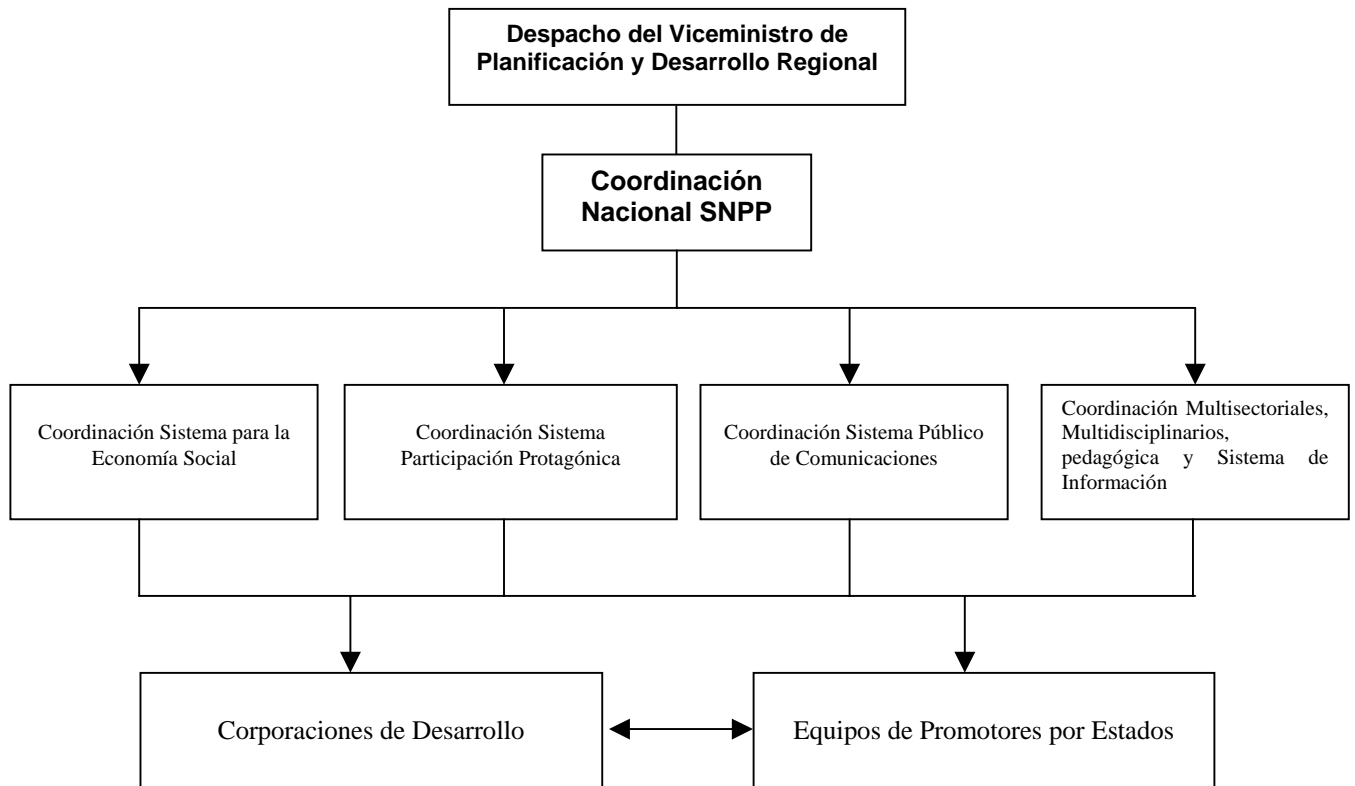 Despacho del Viceministro de
Planificación y Desarrollo Regional
Coordinación
Nacional SNPP
Coordinación Sistema para la
Economía Social
Coordinación Sistema
Participación Protagónica
Coordinación Sistema Público
de Comunicaciones
Coordinación Multisectoriales,
Multidisciplinarios,
pedagógica y Sistema de
Información
Corporaciones de Desarrollo
Equipos de Promotores por Estados